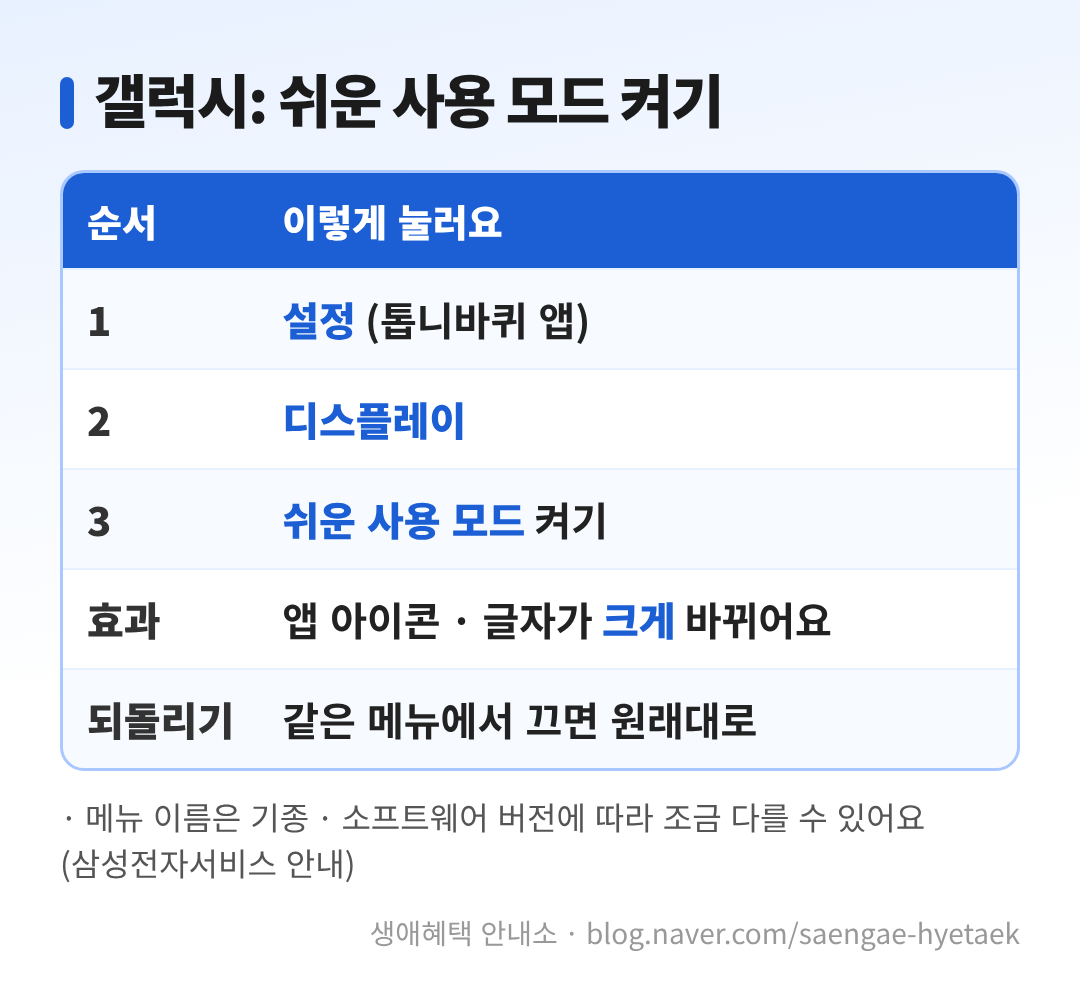 갤럭시: 쉬운 사용 모드 켜기
순서 이렇게 눌러요
1 설정 (톱니바퀴 앱)
2 디스플레이
3 쉬운 사용 모드 켜기
효과 앱 아이콘 · 글자가 크게 바뀌어요
되돌리기 같은 메뉴에서 끄면 원래대로
· 메뉴 이름은 기종 · 소프트웨어 버전에 따라 조금 다를 수 있어요
(삼성전자서비스 안내)
생애혜택 안내소 · blog.naver.com/saengae-hyetaek